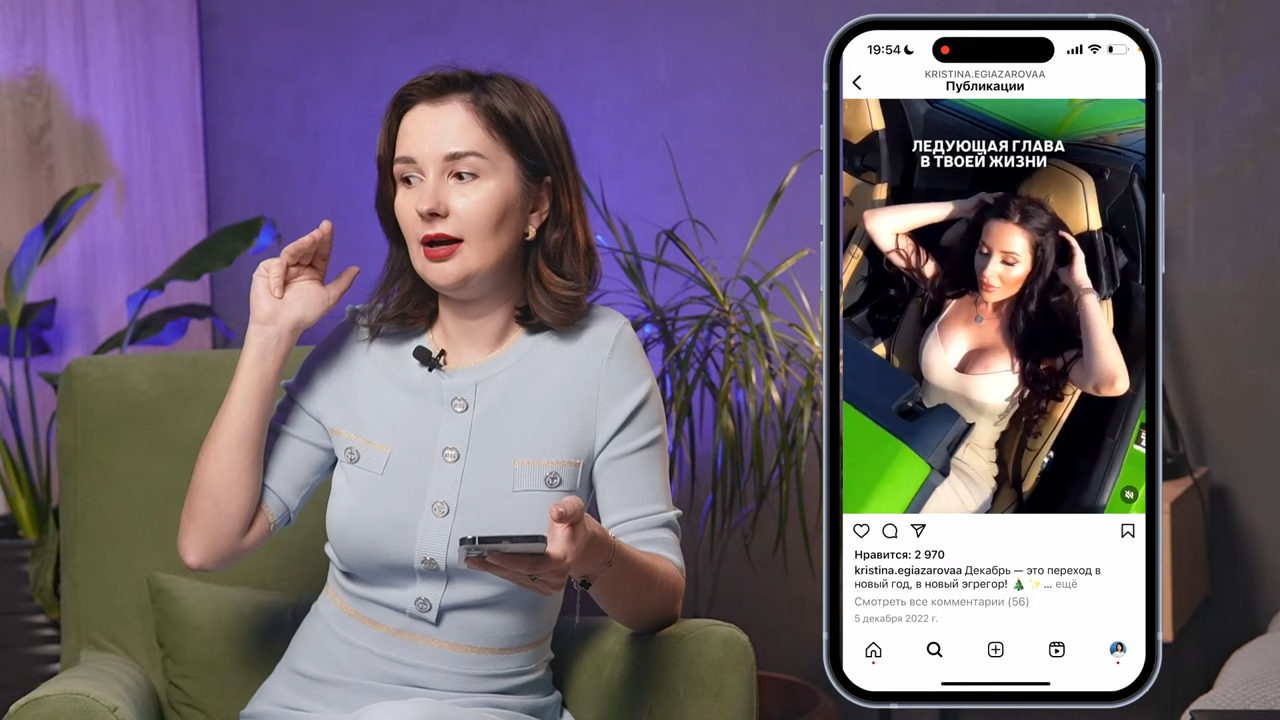 19:54
KRISTINA.EGIAZAROVAA
Публикации
ЛЕДУЮЩАЯ ГЛАВА
В ТВОЕЙ ЖИЗНИ
Нравится: 2 970
kristina.egiazarovaa Декабрь — это переход в
новый год, в новый эгрегор! 🎄 ✨ ... ещё
Смотреть все комментарии (56)
5 декабря 2022 г.